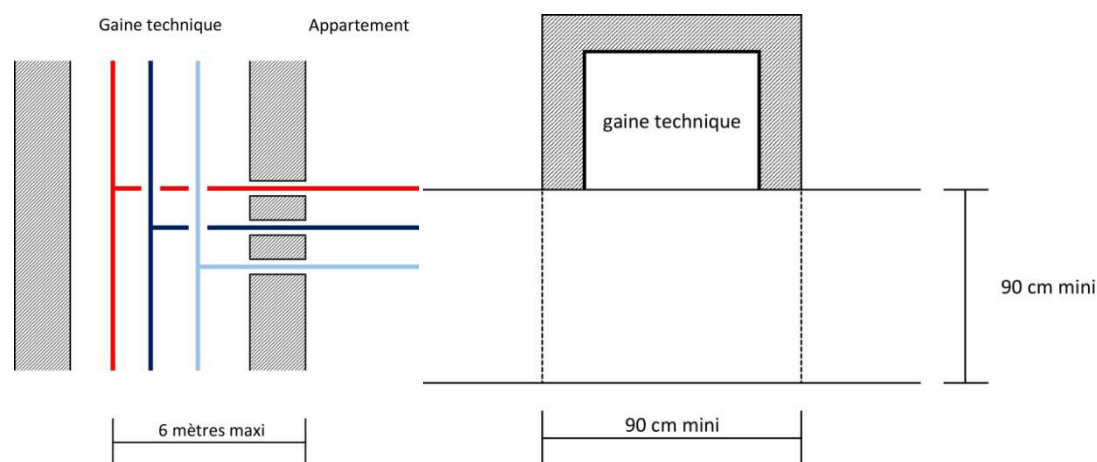 Gaine technique
Appartement
gaine technique
90 cm mini
6 mètres maxi
90 cm mini